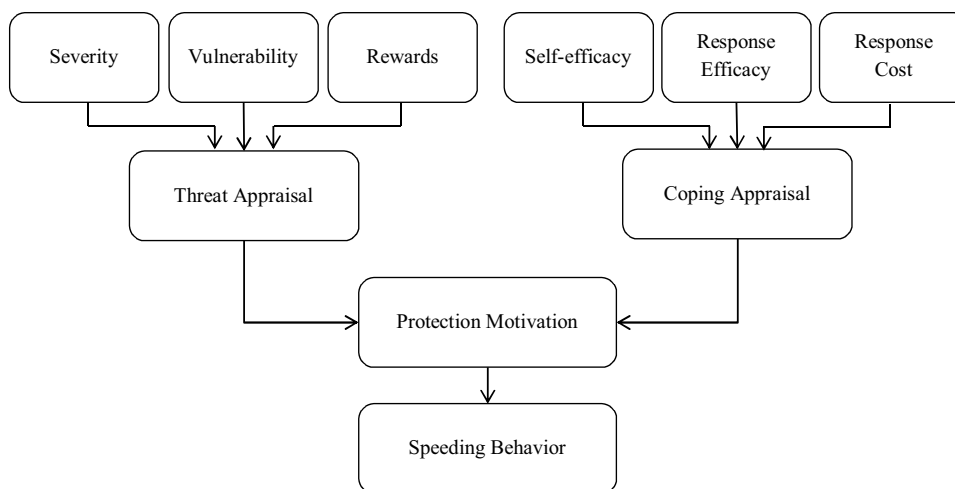 Severity
Vulnerability
Rewards
Self-efficacy
Response
Efficacy
Response
Cost
Threat Appraisal
Coping Appraisal
Protection Motivation
Speeding Behavior